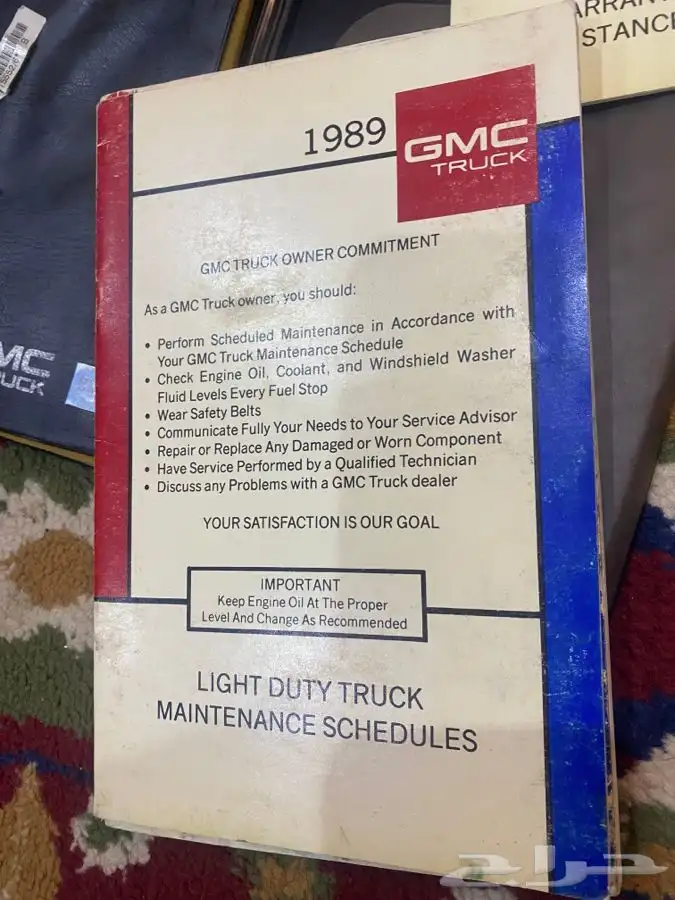 ARRAN
STANCE
1989
GMC
TRUCK
GMC TRUCK OWNER COMMITMENT
As a GMC Truck owner, you should:
• Perform Scheduled Maintenance in Accordance with
Your GMC Truck Maintenance Schedule
• Check Engine Oil, Coolant, and Windshield Washer
Fluid Levels Every Fuel Stop
• Wear Safety Belts
• Communicate Fully Your Needs to Your Service Advisor
• Repair or Replace Any Damaged or Worn Component
• Have Service Performed by a Qualified Technician
• Discuss any Problems with a GMC Truck dealer
YOUR SATISFACTION IS OUR GOAL
IMPORTANT
Keep Engine Oil At The Proper
Level And Change As Recommended
LIGHT DUTY TRUCK
MAINTENANCE SCHEDULES
MC
UCK
حراج